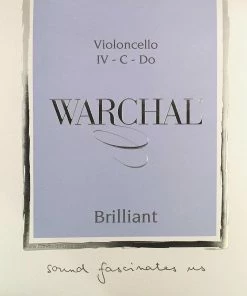 Violoncello
IV - C - Do
WARCHAL
Brilliant
sound fascinates us